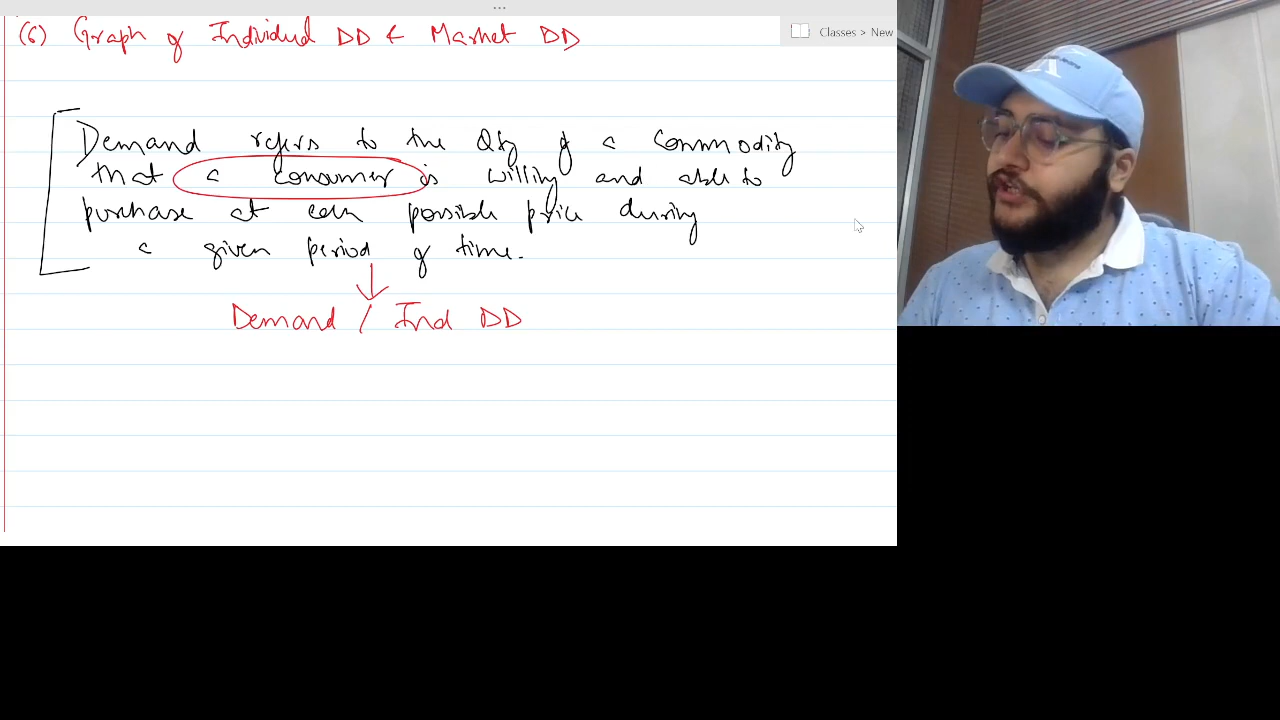 (6) Graph of Individual DD & Market DD
Classes > New
Demand refers to the Qty of a commodity
that a consumer is willing and able to
purchase at each possible price during
a given period of time.
Demand / Ind DD